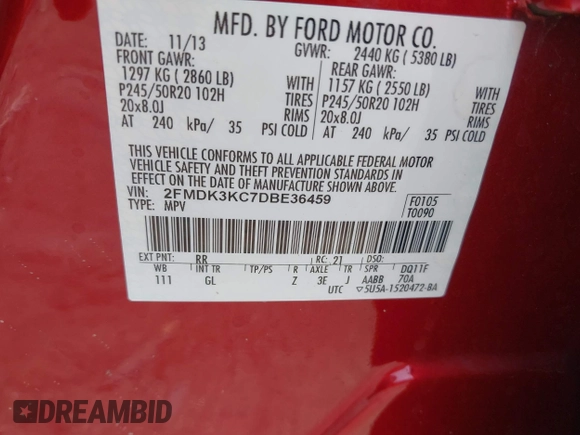 MFD. BY FORD MOTOR CO.
DATE: 11/13
GVWR: 2440 KG ( 5380 LB)
FRONT GAWR:
1297 KG ( 2860 LB)
P245/50R20 102H TIRES
20x8.0J RIMS
AT 240 kPa/ 35 PSI COLD
REAR GAWR:
1157 KG ( 2550 LB)
P245/50R20 102H TIRES
20x8.0J RIMS
AT 240 kPa/ 35 PSI COLD
THIS VEHICLE CONFORMS TO ALL APPLICABLE FEDERAL MOTOR
VEHICLE SAFETY AND THEFT PREVENTION STANDARDS IN
EFFECT ON THE DATE OF MANUFACTURE SHOWN ABOVE.
VIN: 2FMDK3KC7DBE36459
TYPE: MPV
F0105
T0090
EXT PNT: RR RC: 21 DSO:
WB INT TR TP/PS R AXLE TR SPR DQ11F
111 GL Z 3E J AABB 70A
UTC ▽5U5A-1520472-BA
DREAMBID